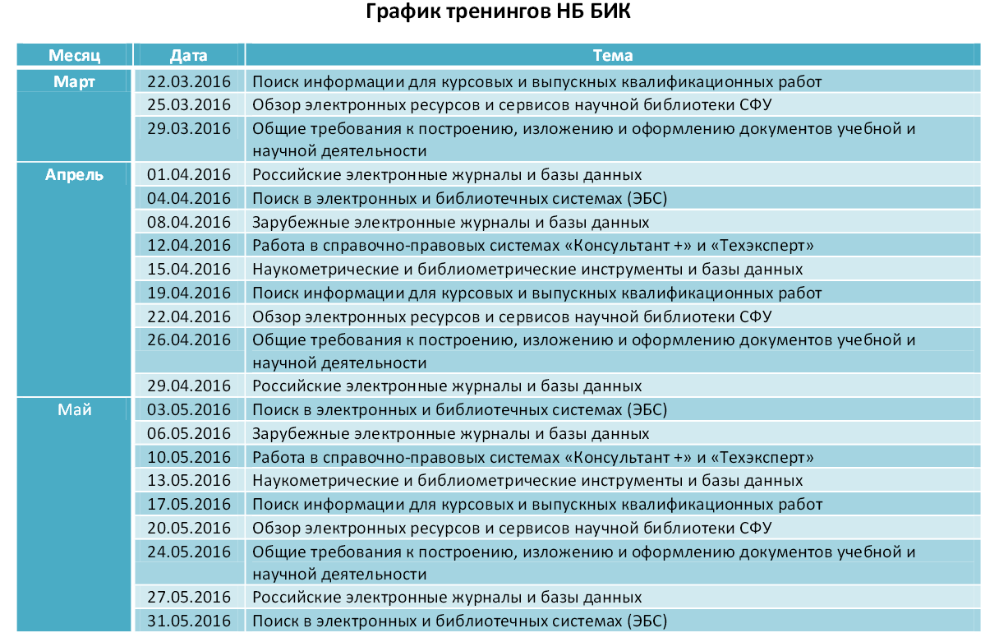 График тренингов НБ БИК
Месяц Дата Тема
Март 22.03.2016 Поиск информации для курсовых и выпускных квалификационных работ
25.03.2016 Обзор электронных ресурсов и сервисов научной библиотеки СФУ
29.03.2016 Общие требования к построению, изложению и оформлению документов учебной и
научной деятельности
Апрель 01.04.2016 Российские электронные журналы и базы данных
04.04.2016 Поиск в электронных и библиотечных системах (ЭБС)
08.04.2016 Зарубежные электронные журналы и базы данных
12.04.2016 Работа в справочно-правовых системах «Консультант +» и «Техэксперт»
15.04.2016 Наукометрические и библиометрические инструменты и базы данных
19.04.2016 Поиск информации для курсовых и выпускных квалификационных работ
22.04.2016 Обзор электронных ресурсов и сервисов научной библиотеки СФУ
26.04.2016 Общие требования к построению, изложению и оформлению документов учебной и
научной деятельности
29.04.2016 Российские электронные журналы и базы данных
Май 03.05.2016 Поиск в электронных и библиотечных системах (ЭБС)
06.05.2016 Зарубежные электронные журналы и базы данных
10.05.2016 Работа в справочно-правовых системах «Консультант +» и «Техэксперт»
13.05.2016 Наукометрические и библиометрические инструменты и базы данных
17.05.2016 Поиск информации для курсовых и выпускных квалификационных работ
20.05.2016 Обзор электронных ресурсов и сервисов научной библиотеки СФУ
24.05.2016 Общие требования к построению, изложению и оформлению документов учебной и
научной деятельности
27.05.2016 Российские электронные журналы и базы данных
31.05.2016 Поиск в электронных и библиотечных системах (ЭБС)